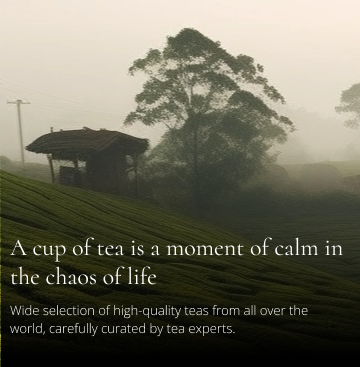 A cup of tea is a moment of calm in
the chaos of life
Wide selection of high-quality teas from all over the
world, carefully curated by tea experts.